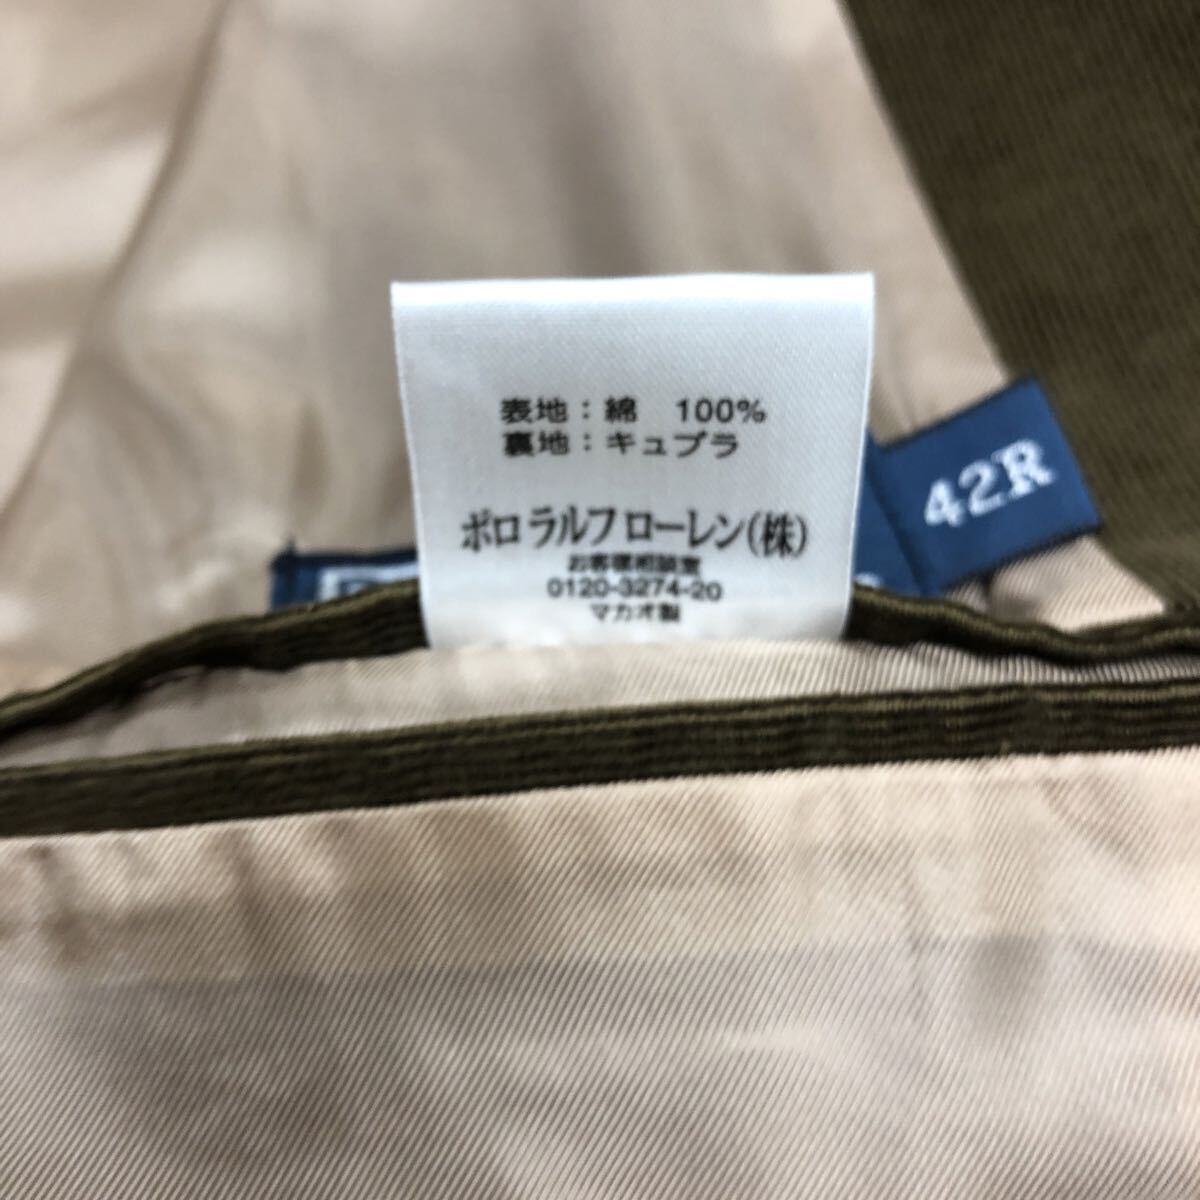 表地：綿　100%
裏地：キュプラ
ポロ ラルフ ローレン(株)
お客様相談室
0120-3274-20
マカオ製
42R